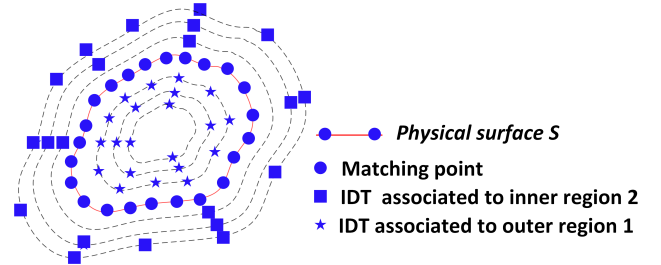 Physical surface S
Matching point
IDT associated to inner region 2
IDT associated to outer region 1